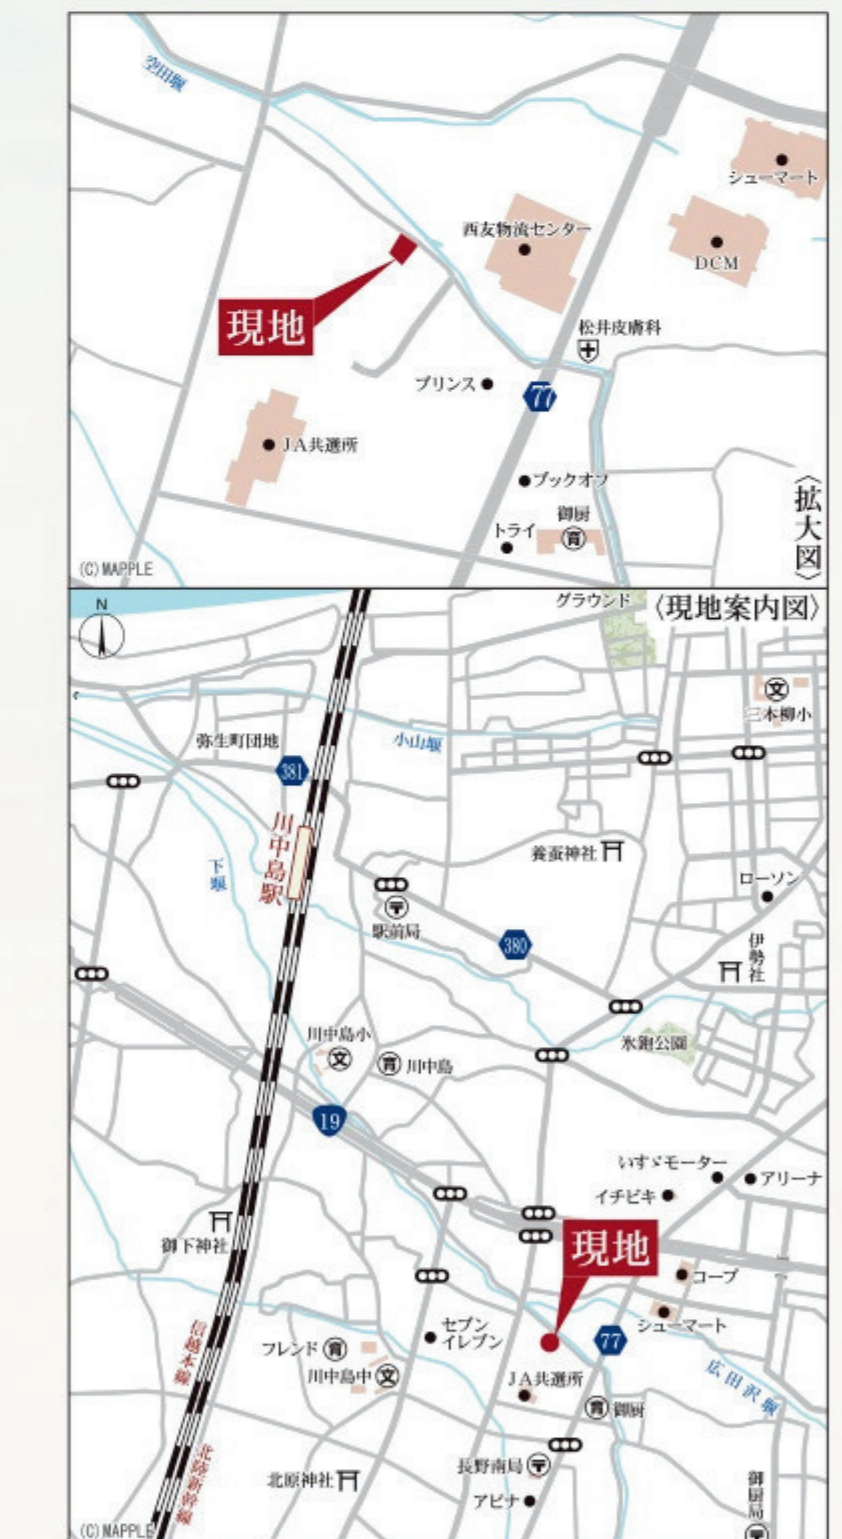 空田堰
シューマート
西友物流センター
DCM
現地
松井皮膚科
プリンス
77
JA共選所
ブックオフ
御厨
育
トライ
〈拡大図〉
(C)MAPPLE
N
グラウンド
〈現地案内図〉
文
三本柳小
弥生町団地
小山堰
381
川中島駅
下堰
養蚕神社
ローソン
駅前局
380
伊勢社
川中島小
文
育
川中島
氷鉋公園
19
いすゞモーター
アリーナ
イチビキ
御下神社
現地
コープ
シューマート
信越本線
セブン
イレブン
77
フレンド
育
川中島中
文
JA共選所
広田沢堰
育
御厨
北陸新幹線
北原神社
長野南局
アピナ
御厨局
(C)MAPPLE